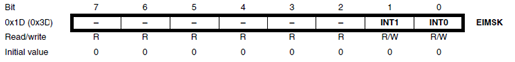 Bit 7 6 5 4 3 2 1 0
0x1D (0x3D) – – – – – – INT1 INT0 EIMSK
Read/write R R R R R R R/W R/W
Initial value 0 0 0 0 0 0 0 0